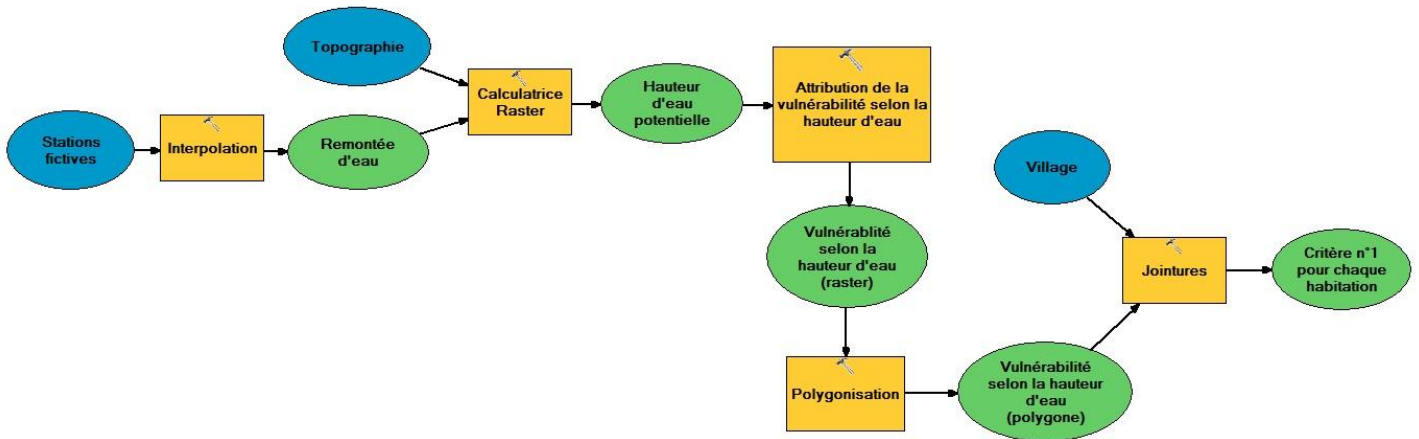 Topographie
Calculatrice
Raster
Hauteur
d'eau
potentielle
Attribution de la
vulnérabilité selon la
hauteur d'eau
Stations
fictives
Interpolation
Remontée
d'eau
Village
Vulnérablité
selon la
hauteur d'eau
(raster)
Jointures
Critère n°1
pour chaque
habitation
Polygonisation
Vulnérabilité
selon la hauteur
d'eau
(polygone)